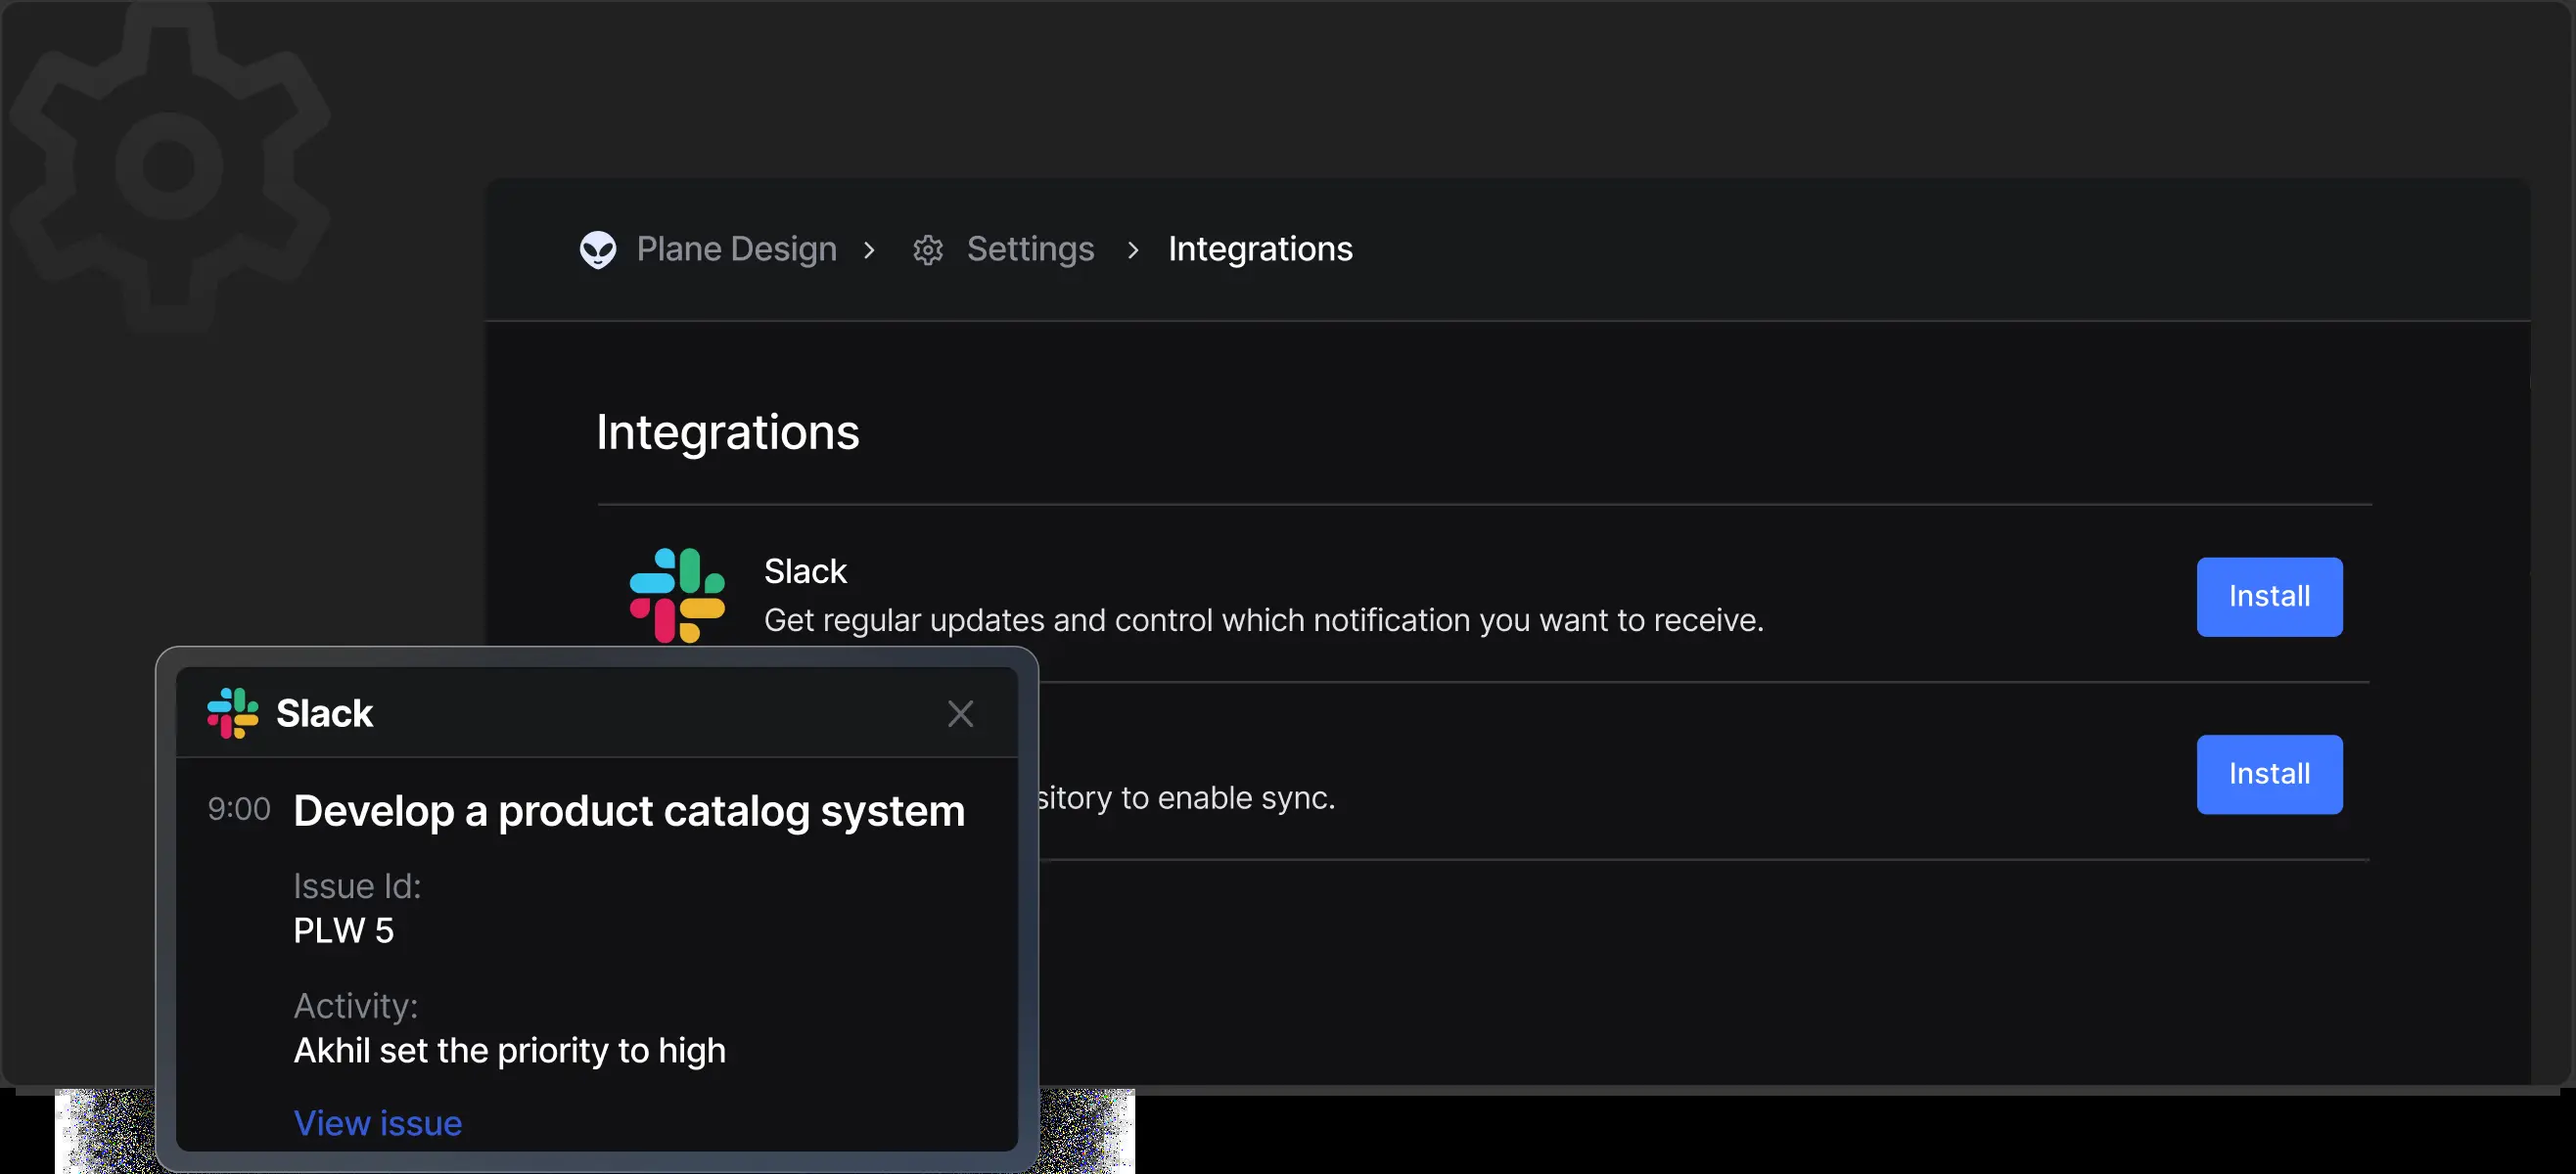 Plane Design > Settings > Integrations
Integrations
Slack
Get regular updates and control which notification you want to receive.
Install
to enable sync.
Install
Slack
9:00 Develop a product catalog system
Issue Id:
PLW 5
Activity:
Akhil set the priority to high
View issue